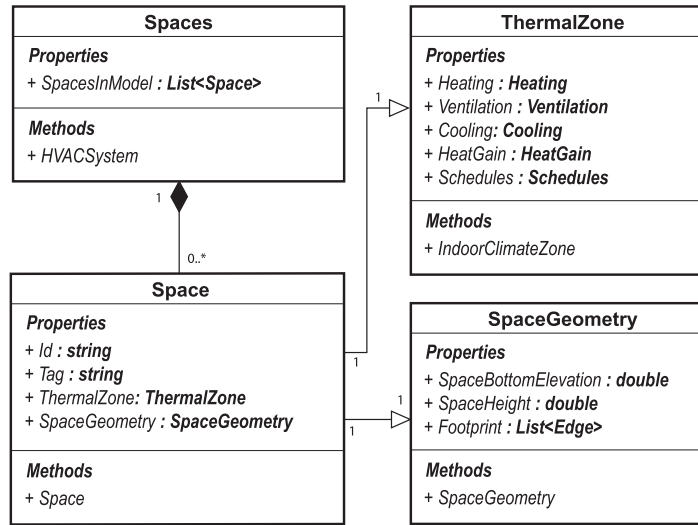 Spaces
Properties
+ SpacesInModel : List<Space>
Methods
+ HVACSystem
1
0..*
Space
Properties
+ Id : string
+ Tag : string
+ ThermalZone: ThermalZone
+ SpaceGeometry : SpaceGeometry
Methods
+ Space
1
1
ThermalZone
Properties
+ Heating : Heating
+ Ventilation : Ventilation
+ Cooling: Cooling
+ HeatGain : HeatGain
+ Schedules : Schedules
Methods
+ IndoorClimateZone
1
1
SpaceGeometry
Properties
+ SpaceBottomElevation : double
+ SpaceHeight : double
+ Footprint : List<Edge>
Methods
+ SpaceGeometry